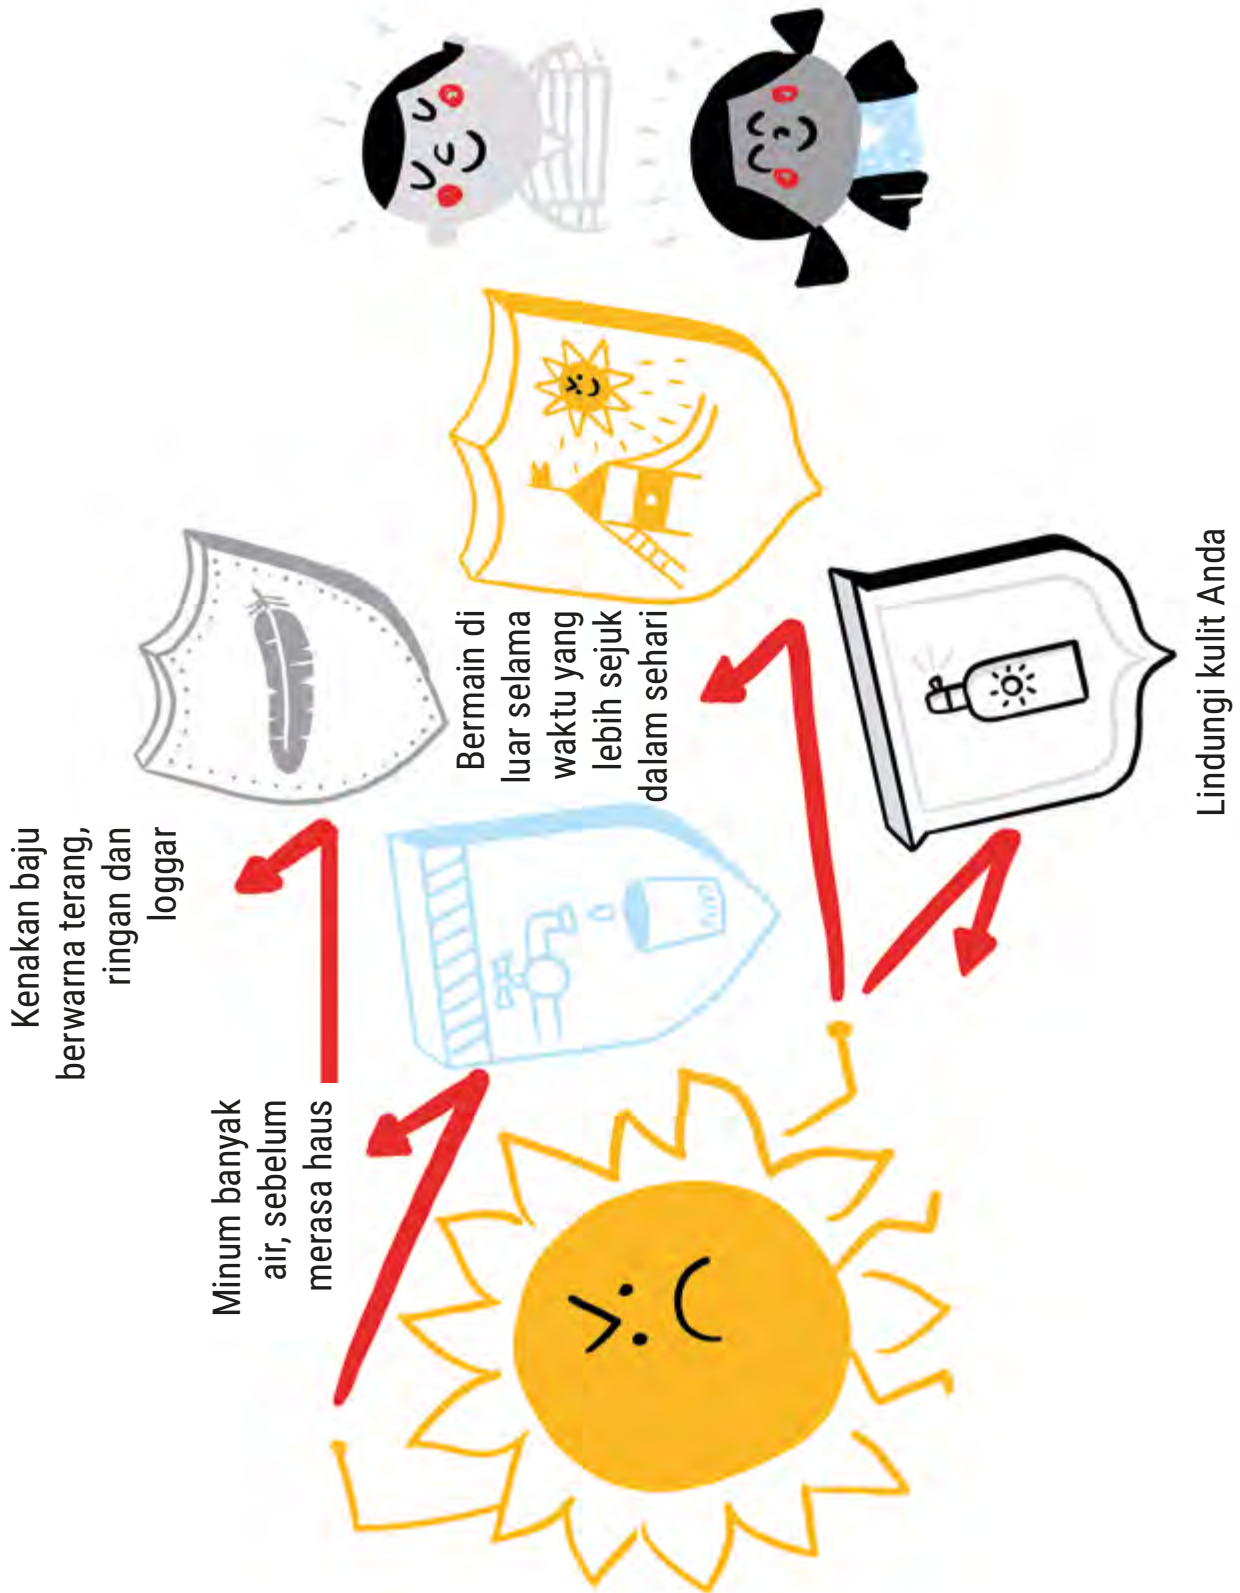 Minum banyak
air, sebelum
merasa haus
Kenakan baju
berwarna terang,
ringan dan
loggar
Bermain di
luar selama
waktu yang
lebih sejuk
dalam sehari
Lindungi kulit Anda